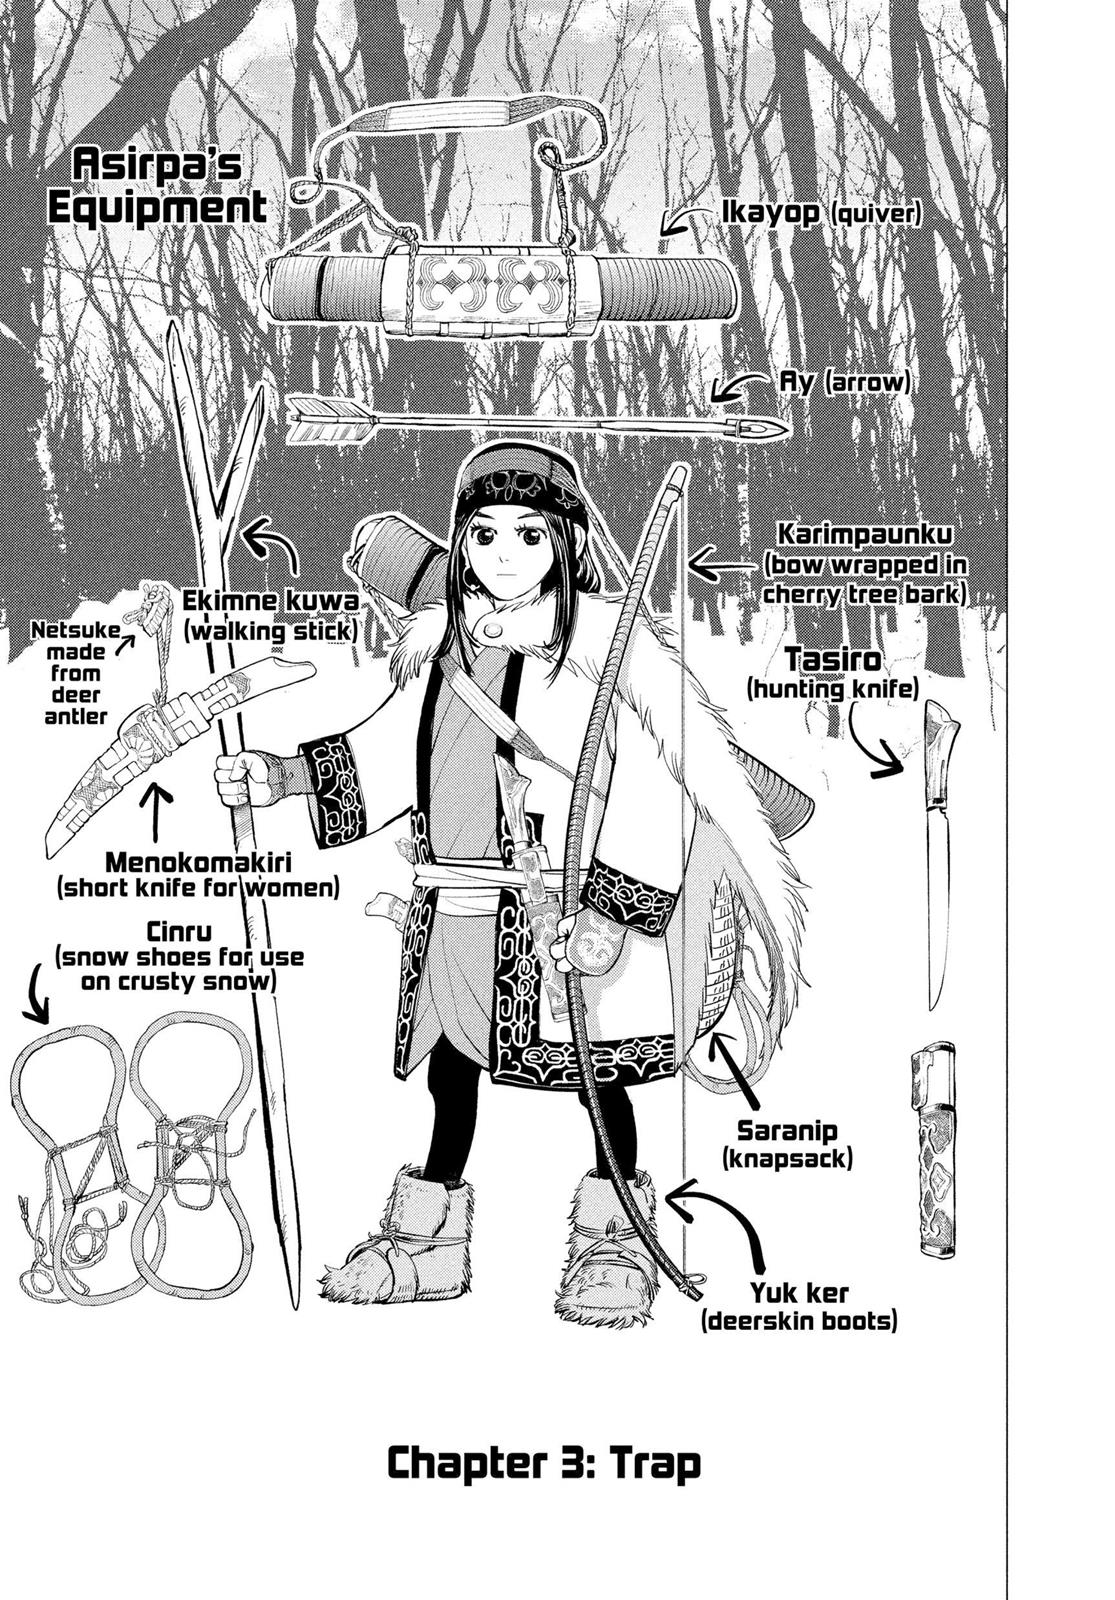 Asirpa's
Equipment
Ikayop (quiver)
Ay (arrow)
Karimpaunku
(bow wrapped in
cherry tree bark)
Ekimne kuwa
(walking stick)
Netsuke
made
from
deer
antler
Tasiro
(hunting knife)
Menokomakiri
(short knife for women)
Cinru
(snow shoes for use
on crusty snow)
Saranip
(knapsack)
Yuk ker
(deerskin boots)
Chapter 3: Trap